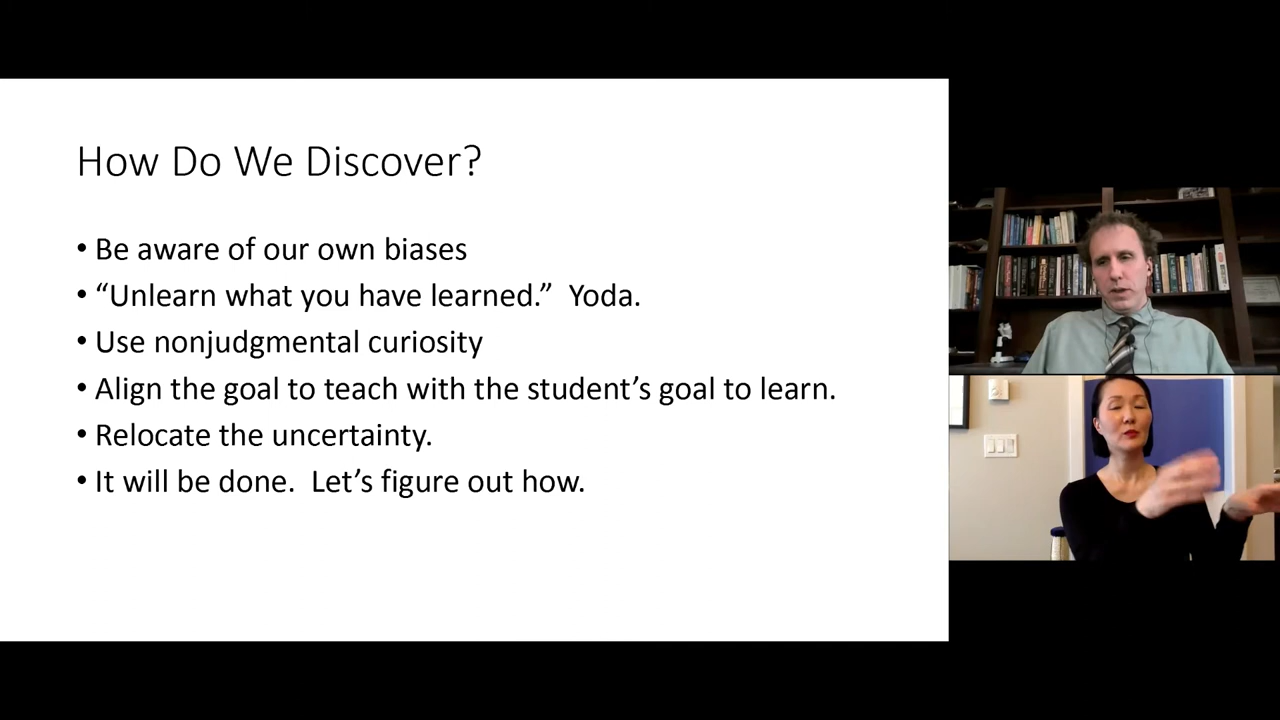 How Do We Discover?
• Be aware of our own biases
• “Unlearn what you have learned.”  Yoda.
• Use nonjudgmental curiosity
• Align the goal to teach with the student’s goal to learn.
• Relocate the uncertainty.
• It will be done.  Let’s figure out how.